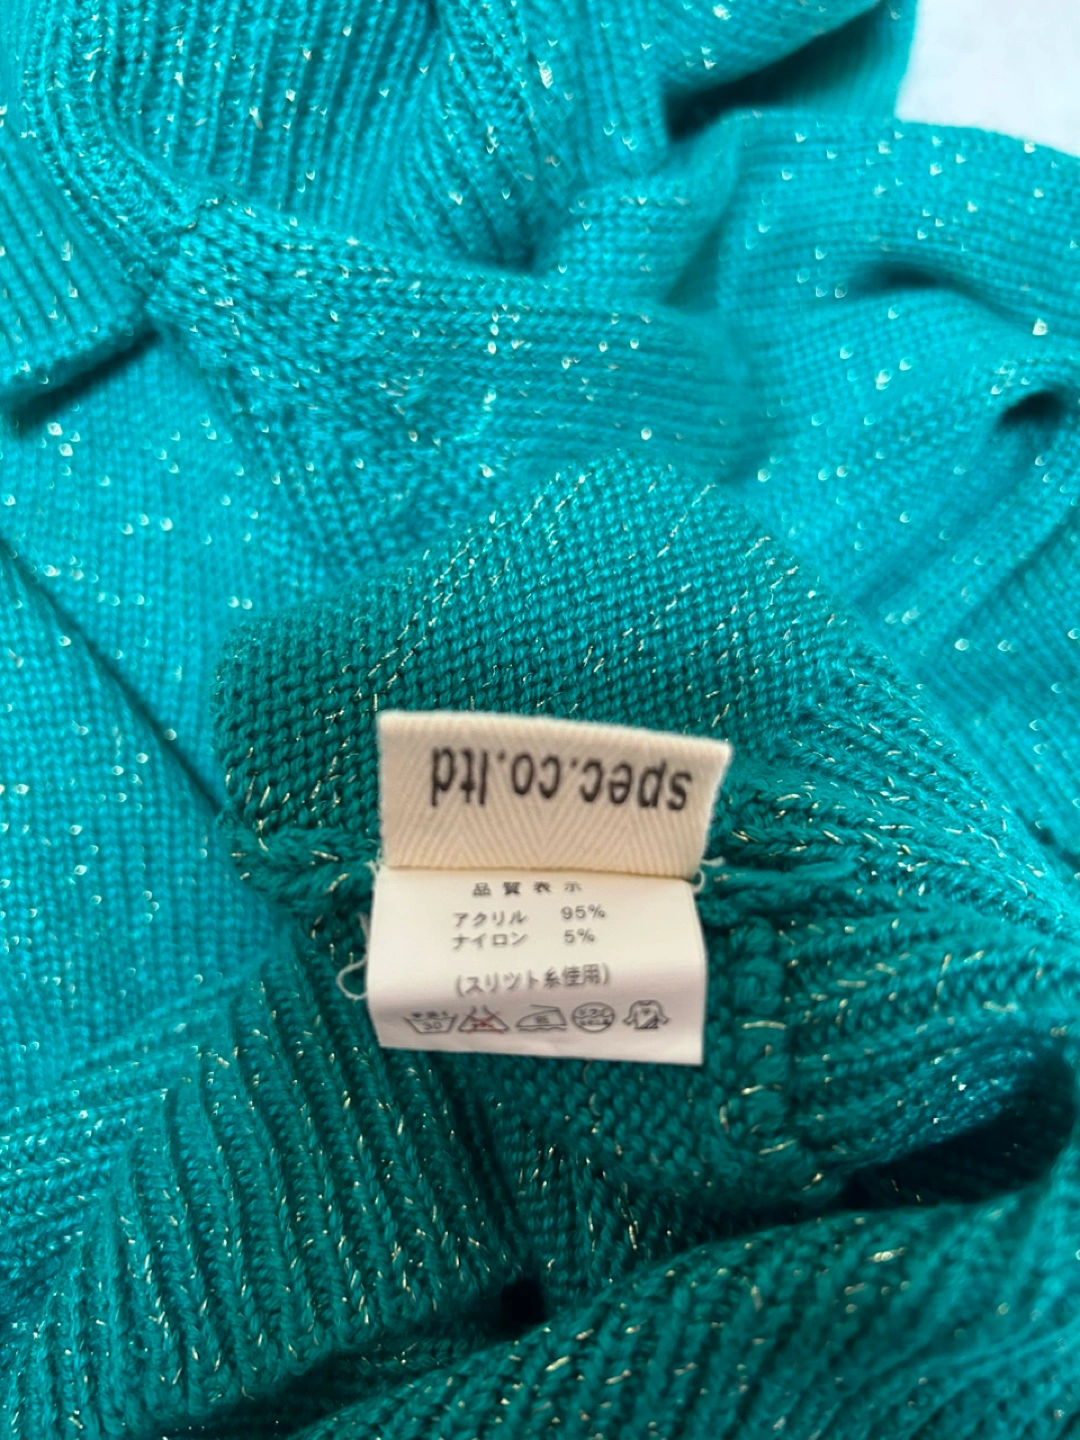 spec.co.ltd
品質表示
アクリル 95%
ナイロン 5%
(スリット糸使用)
30